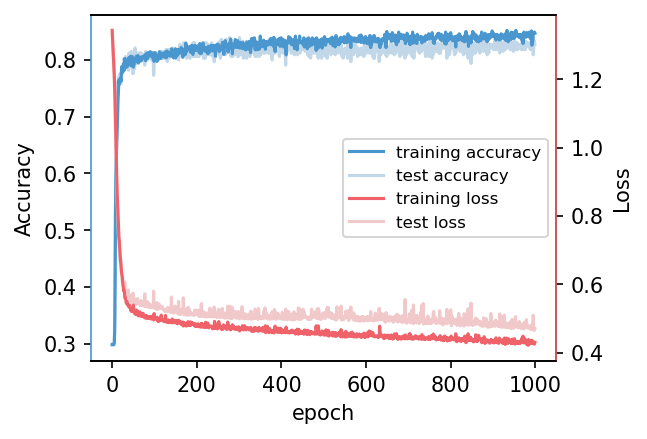 0.8
0.7
0.6
0.5
0.4
0.3
Accuracy
1.2
1.0
0.8
0.6
0.4
Loss
training accuracy
test accuracy
training loss
test loss
0 200 400 600 800 1000
epoch